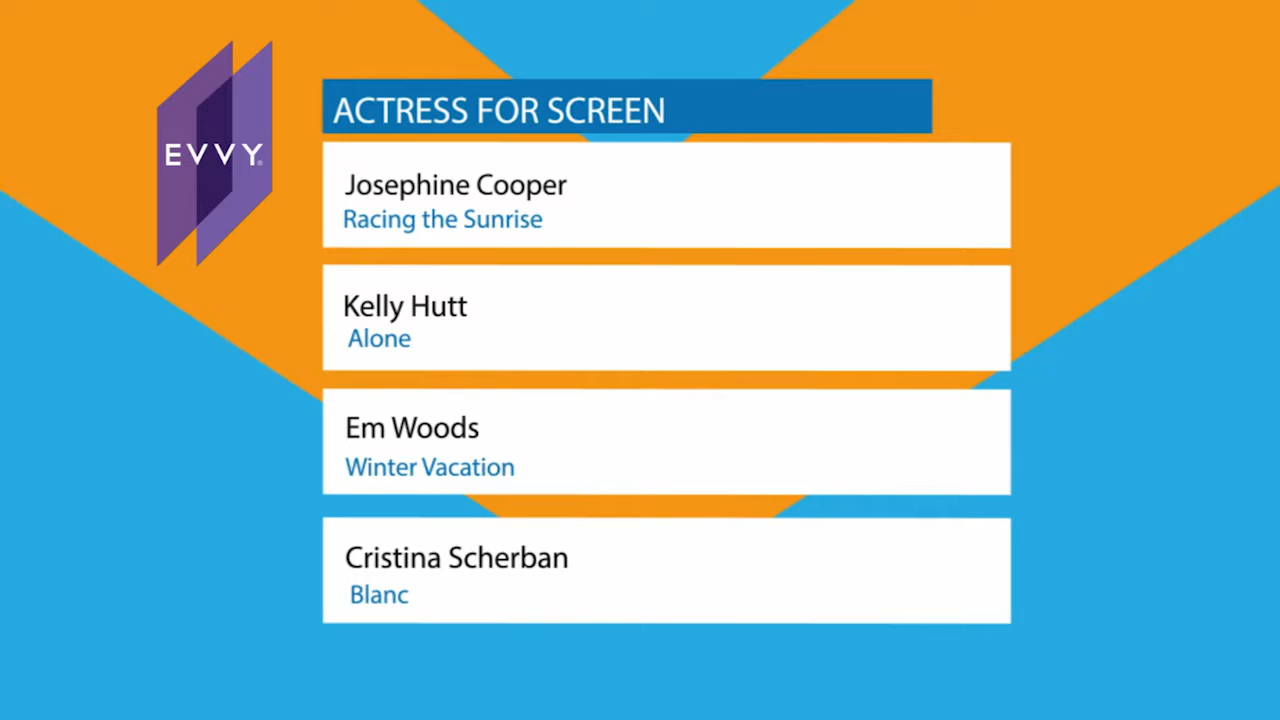 EVVY
ACTRESS FOR SCREEN
Josephine Cooper
Racing the Sunrise
Kelly Hutt
Alone
Em Woods
Winter Vacation
Cristina Scherban
Blanc